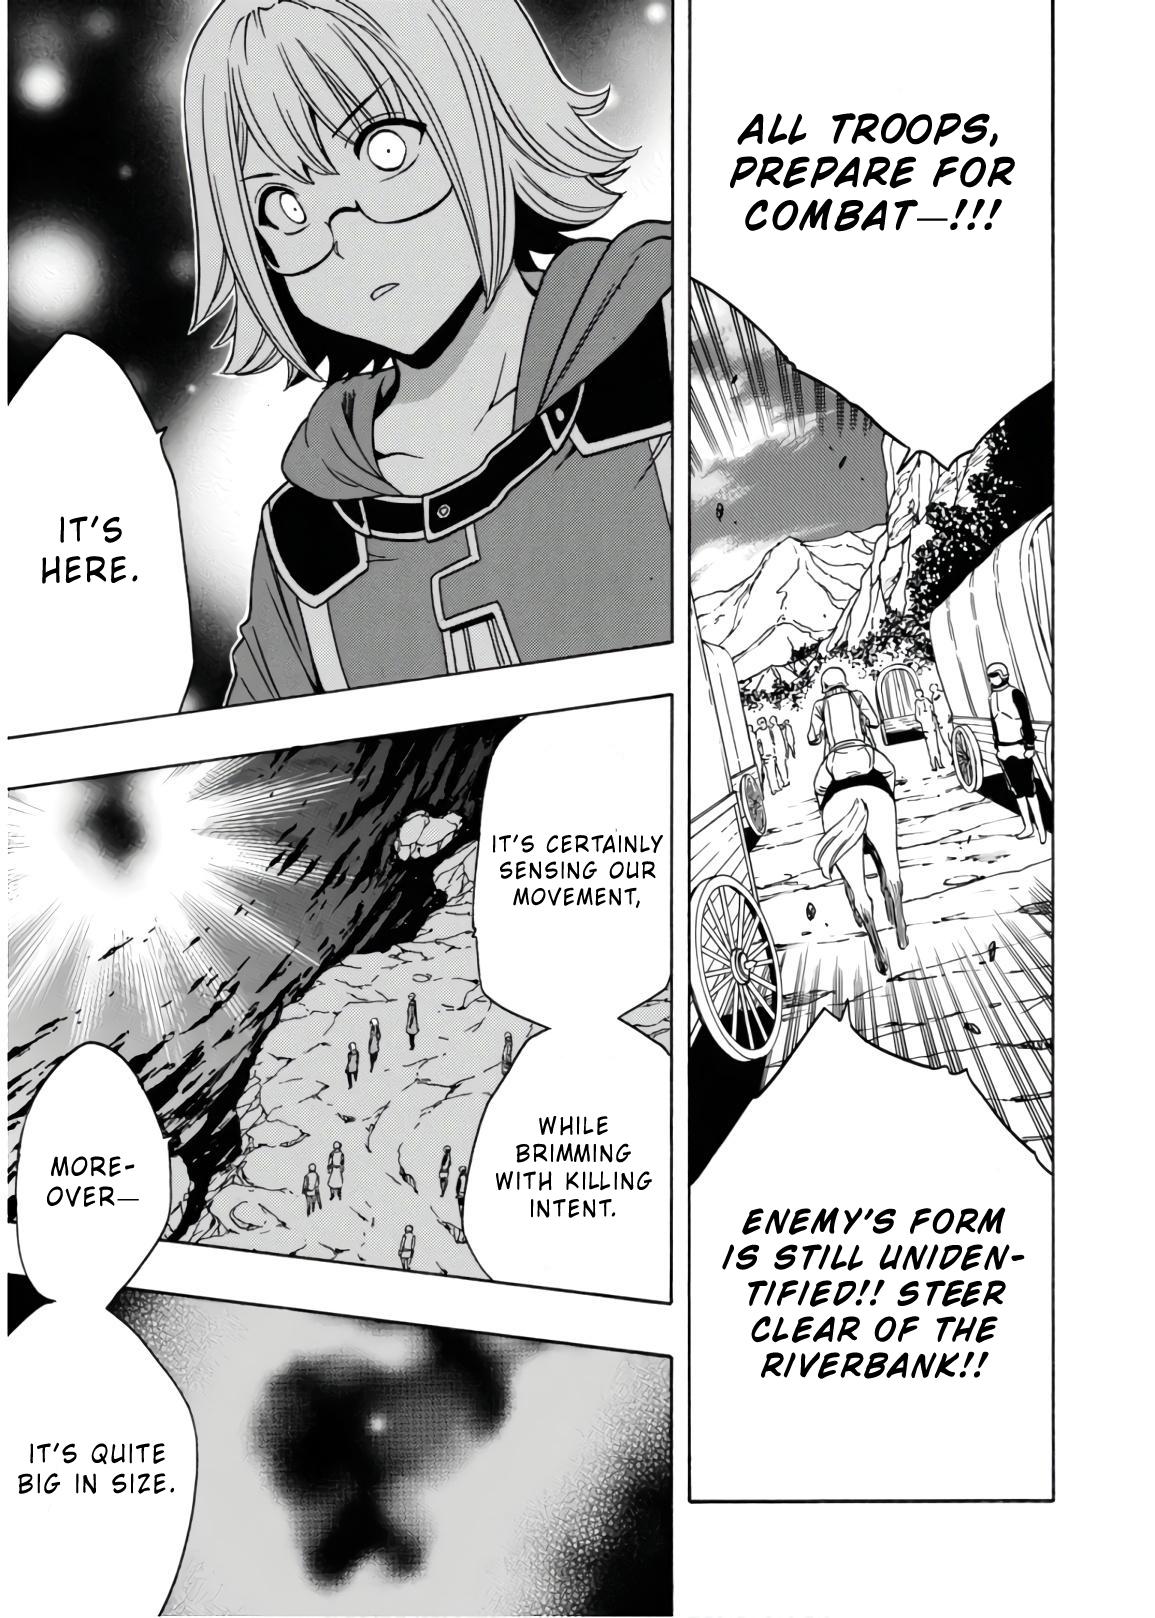 ALL TROOPS,
PREPARE FOR
COMBAT—!!!
ENEMY'S FORM
IS STILL UNIDEN-
TIFIED!! STEER
CLEAR OF THE
RIVERBANK!!
IT'S
HERE.
IT'S CERTAINLY
SENSING OUR
MOVEMENT,
WHILE
BRIMMING
WITH KILLING
INTENT.
MORE-
OVER—
IT'S QUITE
BIG IN SIZE.